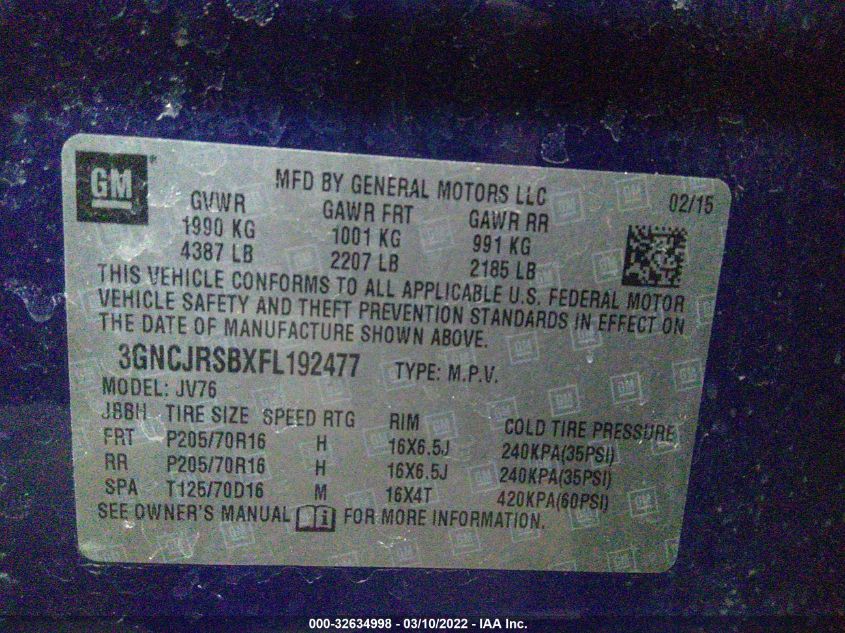 GM®
MFD BY GENERAL MOTORS LLC
02/15
GVWR GAWR FRT GAWR RR
1990 KG 1001 KG 991 KG
4387 LB 2207 LB 2185 LB
THIS VEHICLE CONFORMS TO ALL APPLICABLE U.S. FEDERAL MOTOR
VEHICLE SAFETY AND THEFT PREVENTION STANDARDS IN EFFECT ON
THE DATE OF MANUFACTURE SHOWN ABOVE.
3GNCJRSBXFL192477 TYPE: M.P.V.
MODEL: JV76
JBBH TIRE SIZE SPEED RTG RIM COLD TIRE PRESSURE
FRT P205/70R16 H 16X6.5J 240KPA(35PSI)
RR P205/70R16 H 16X6.5J 240KPA(35PSI)
SPA T125/70D16 M 16X4T 420KPA(60PSI)
SEE OWNER'S MANUAL FOR MORE INFORMATION.
000-32634998 - 03/10/2022 - IAA Inc.